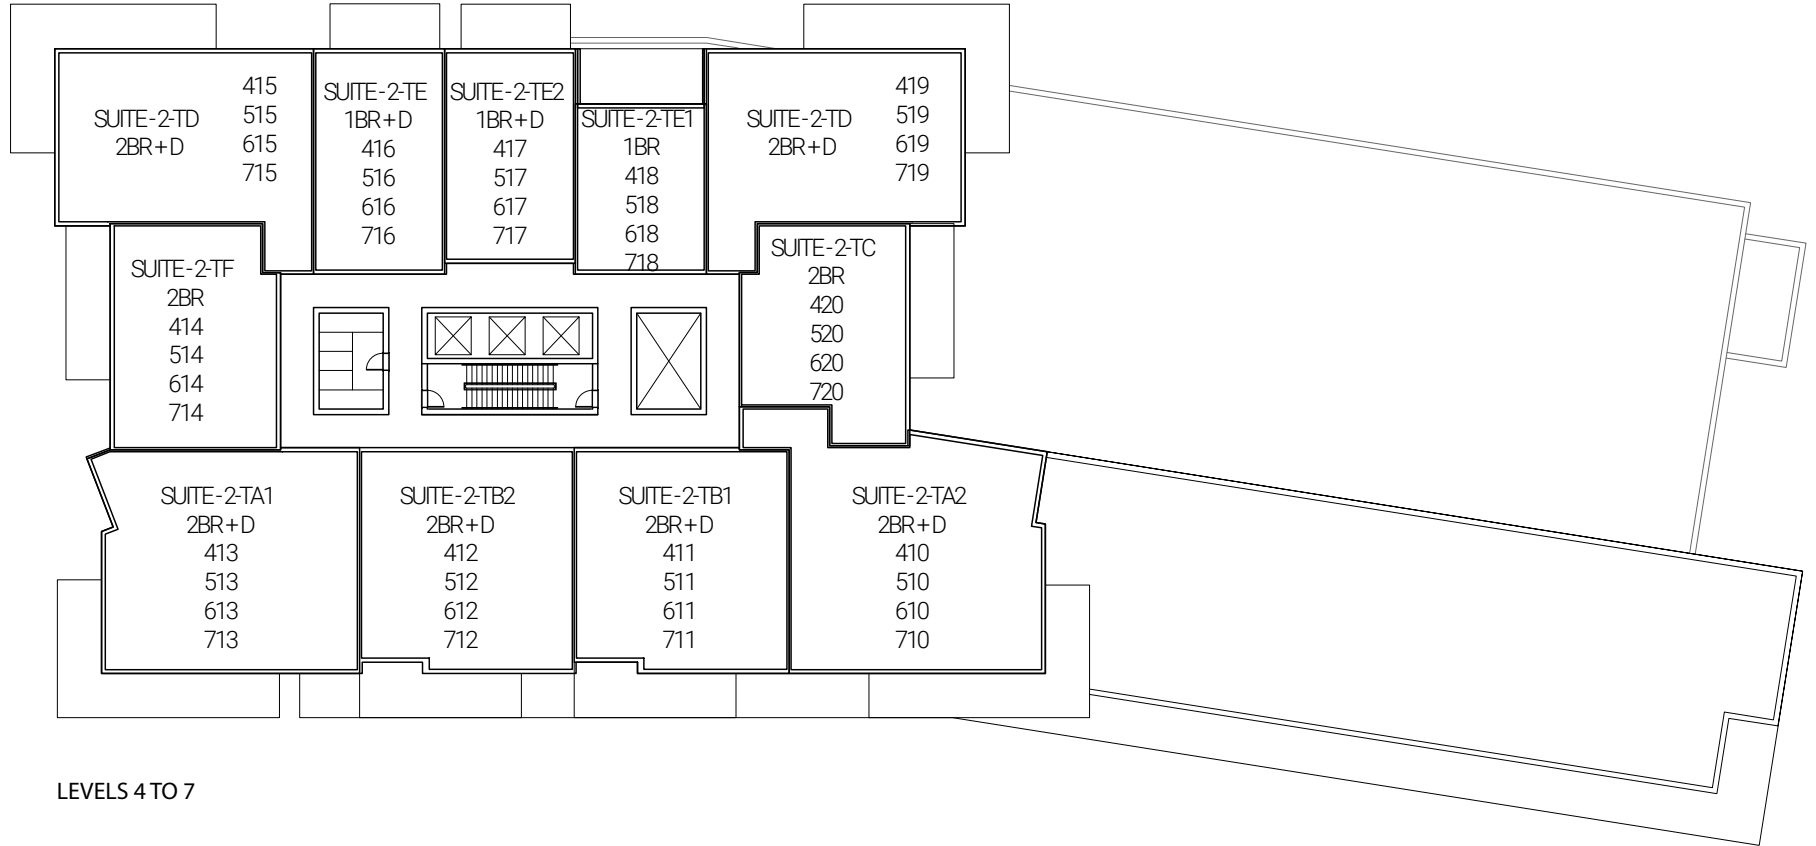 SUITE-2-TD
2BR+D
415
515
615
715
SUITE-2-TE
1BR+D
416
516
616
716
SUITE-2-TE2
1BR+D
417
517
617
717
SUITE-2-TE1
1BR
418
518
618
718
SUITE-2-TD
2BR+D
419
519
619
719
SUITE-2-TF
2BR
414
514
614
714
SUITE-2-TC
2BR
420
520
620
720
SUITE-2-TA1
2BR+D
413
513
613
713
SUITE-2-TB2
2BR+D
412
512
612
712
SUITE-2-TB1
2BR+D
411
511
611
711
SUITE-2-TA2
2BR+D
410
510
610
710
LEVELS 4 TO 7